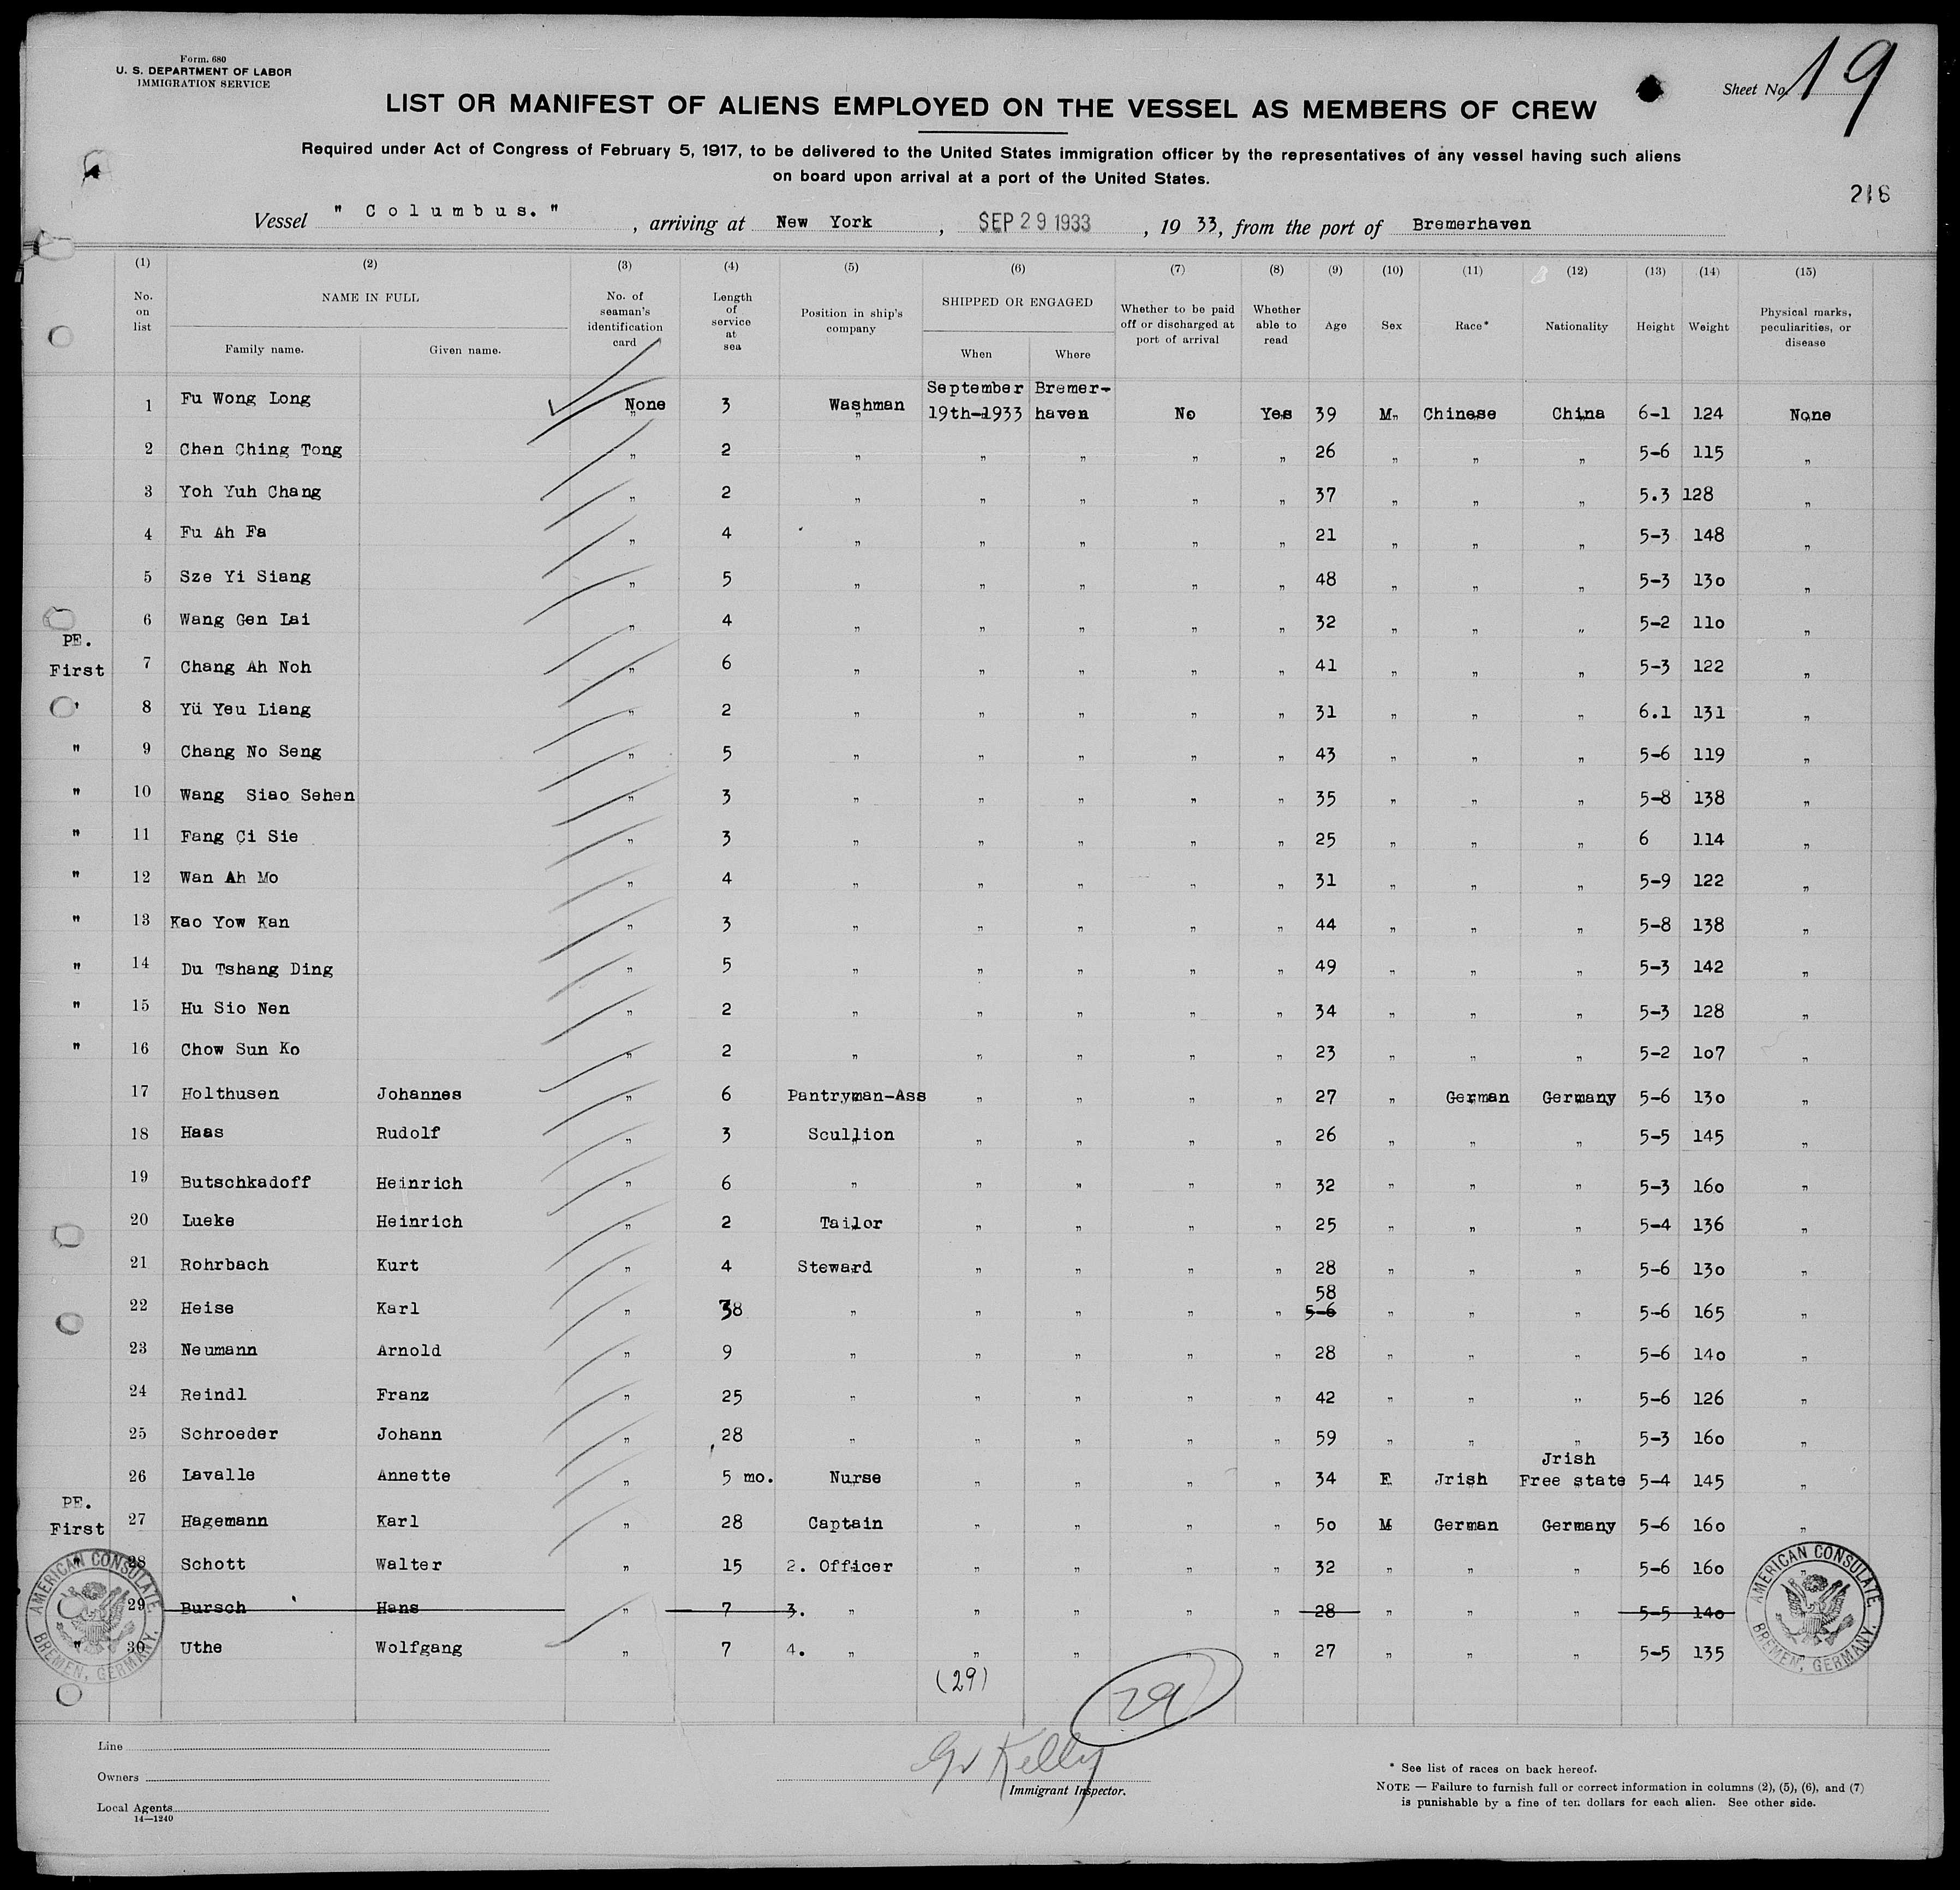 Form. 680
U. S. DEPARTMENT OF LABOR
IMMIGRATION SERVICE
Sheet No. 19
LIST OR MANIFEST OF ALIENS EMPLOYED ON THE VESSEL AS MEMBERS OF CREW
Required under Act of Congress of February 5, 1917, to be delivered to the United States immigration officer by the representatives of any vessel having such aliens
on board upon arrival at a port of the United States.
218
Vessel " Columbus. " , arriving at New York , SEP 29 1933 , 19 33, from the port of Bremerhaven
(1) (2) (3) (4) (5) (6) (7) (8) (9) (10) (11) (12) (13) (14) (15)
No. on list NAME IN FULL Family name. Given name. No. of seaman's identification card Length of service at sea Position in ship's company SHIPPED OR ENGAGED When Where Whether to be paid off or discharged at port of arrival Whether able to read Age Sex Race* Nationality Height Weight Physical marks, peculiarities, or disease
1 Fu Wong Long None 3 Washman September 19th-1933 Bremer-haven No Yes 39 M Chinese China 6-1 124 None
2 Chen Ching Tong " 2 " " " " " 26 " " " 5-6 115 "
3 Yoh Yuh Chang " 2 " " " " " 37 " " " 5.3 128 "
4 Fu Ah Fa " 4 " " " " " 21 " " " 5-3 148 "
5 Sze Yi Siang " 5 " " " " " 48 " " " 5-3 130 "
6 Wang Gen Lai " 4 " " " " " 32 " " " 5-2 110 "
PE. First 7 Chang Ah Noh " 6 " " " " " 41 " " " 5-3 122 "
" 8 Yü Yeu Liang " 2 " " " " " 31 " " " 6.1 131 "
" 9 Chang No Seng " 5 " " " " " 43 " " " 5-6 119 "
" 10 Wang Siao Sehen " 3 " " " " " 35 " " " 5-8 138 "
" 11 Fang Çi Sie " 3 " " " " " 25 " " " 6 114 "
" 12 Wan Ah Mo " 4 " " " " " 31 " " " 5-9 122 "
" 13 Kao Yow Kan " 3 " " " " " 44 " " " 5-8 138 "
" 14 Du Tshang Ding " 5 " " " " " 49 " " " 5-3 142 "
" 15 Hu Sio Nen " 2 " " " " " 34 " " " 5-3 128 "
" 16 Chow Sun Ko " 2 " " " " " 23 " " " 5-2 107 "
17 Holthusen Johannes " 6 Pantryman-Ass " " " " 27 " German Germany 5-6 130 "
18 Haas Rudolf " 3 Scullion " " " " 26 " " " 5-5 145 "
19 Butschkadoff Heinrich " 6 " " " " " 32 " " " 5-3 160 "
20 Lueke Heinrich " 2 Tailor " " " " 25 " " " 5-4 136 "
21 Rohrbach Kurt " 4 Steward " " " " 28 " " " 5-6 130 "
22 Heise Karl " 38 " " " " " 58 5-6 " " " 5-6 165 "
23 Neumann Arnold " 9 " " " " " 28 " " " 5-6 140 "
24 Reindl Franz " 25 " " " " " 42 " " " 5-6 126 "
25 Schroeder Johann " 28 " " " " " 59 " " " 5-3 160 "
26 Lavalle Annette " 5 mo. Nurse " " " " 34 F Jrish Jrish Free state 5-4 145 "
PE. First 27 Hagemann Karl " 28 Captain " " " " 50 M German Germany 5-6 160 "
" 28 Schott Walter " 15 2. Officer " " " " 32 " " " 5-6 160 "
29 Bursch Hans " 7 3. " " " " " 28 " " " 5-5 140
" 30 Uthe Wolfgang " 7 4. " " " " " 27 " " " 5-5 135
AMERICAN CONSULATE, BREMEN, GERMANY.
AMERICAN CONSULATE, BREMEN, GERMANY.
(29)
29
Line
Owners
Local Agents
14—1240
Kelly
Immigrant Inspector.
* See list of races on back hereof.
NOTE — Failure to furnish full or correct information in columns (2), (5), (6), and (7)
is punishable by a fine of ten dollars for each alien. See other side.